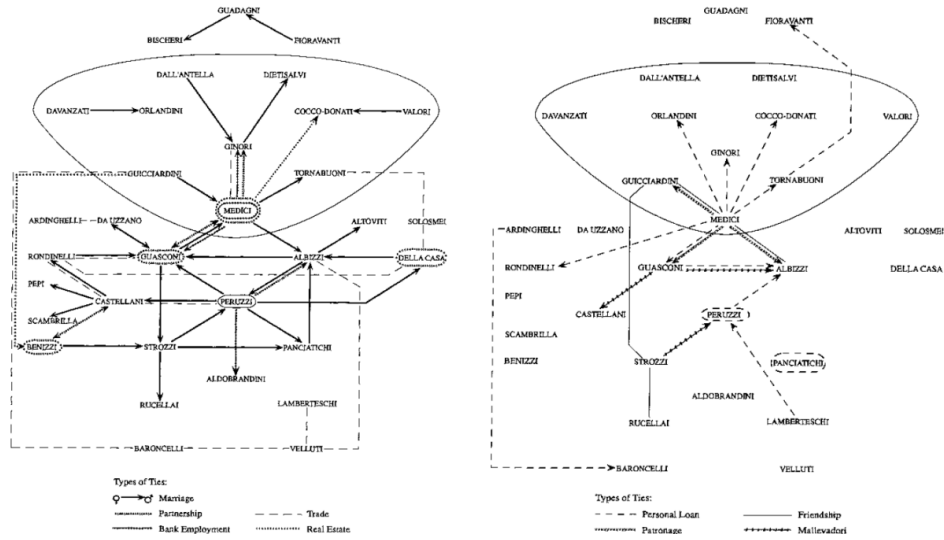 GUADAGNI
BISCHERI
FIORAVANTI
DALL'ANTELLA
DIETISALVI
DAVANZATI
ORLANDINI
COCCO-DONATI
VALORI
GINORI
GUICCIARDINI
TORNABUONI
MEDICI
ARDINGHELLI
DA UZZANO
ALTOVITI
SOLOSMEI
RONDINELLI
GUASCONI
ALBIZZI
DELLA CASA
PEPI
CASTELLANI
PERUZZI
SCAMBRILLA
BENIZZI
STROZZI
PANCIATICHI
ALDOBRANDINI
RUCELLAI
LAMBERTESCHI
BARONCELLI
VELLUTI
Types of Ties:
Marriage
Partnership
Trade
Bank Employment
Real Estate
GUADAGNI
BISCHERI
FIORAVANTI
DALL'ANTELLA
DIETISALVI
DAVANZATI
ORLANDINI
COCCO-DONATI
VALORI
GINORI
GUICCIARDINI
TORNABUONI
MEDICI
ARDINGHELLI
DA UZZANO
ALTOVITI
SOLOSMEI
RONDINELLI
GUASCONI
ALBIZZI
DELLA CASA
PEPI
CASTELLANI
PERUZZI
SCAMBRILLA
BENIZZI
STROZZI
PANCIATICHI
ALDOBRANDINI
RUCELLAI
LAMBERTESCHI
BARONCELLI
VELLUTI
Types of Ties:
Personal Loan
Friendship
Patronage
Mallevadori